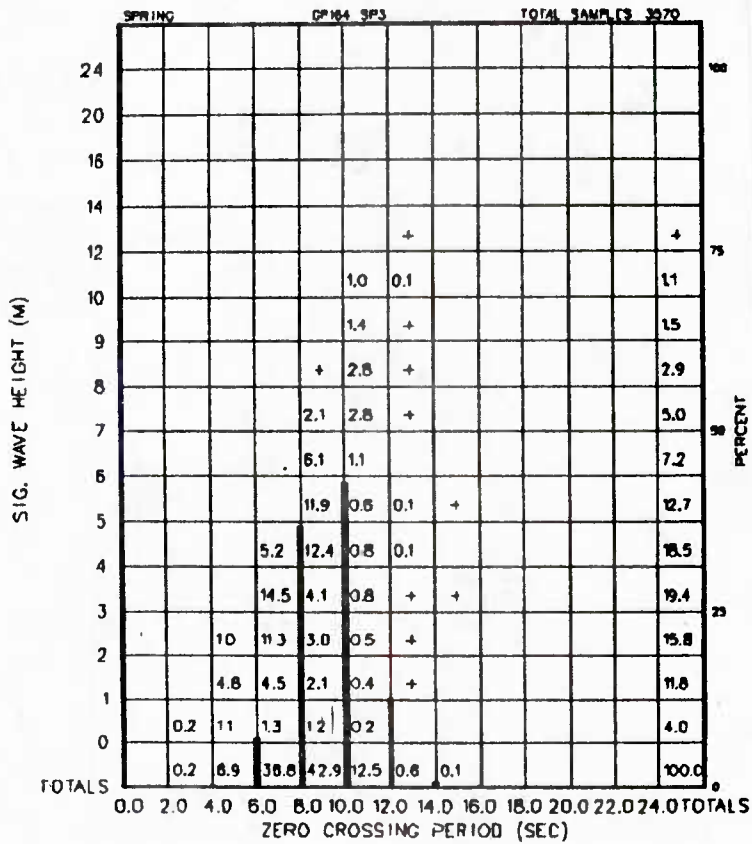 SPRING GP164 SP3 TOTAL SAMPLES 3570
24 100
20
16
14
+ +
12 75
1.0 0.1 1.1
10
1.4 + 1.5
9
+ 2.8 + 2.9
8
2.1 2.8 + 5.0
7 50
6.1 1.1 7.2
6
11.9 0.6 0.1 + 12.7
5
5.2 12.4 0.8 0.1 18.5
4
14.5 4.1 0.8 + + 19.4
3 25
1.0 11.3 3.0 0.5 + 15.8
2
4.8 4.5 2.1 0.4 + 11.8
1
0.2 1.1 1.3 1.2 0.2 4.0
0
0.2 6.9 36.8 42.9 12.5 0.6 0.1 100.0
TOTALS 0
0.0 2.0 4.0 6.0 8.0 10.0 12.0 14.0 16.0 18.0 20.0 22.0 24.0 TOTALS
ZERO CROSSING PERIOD (SEC)
SIG. WAVE HEIGHT (M)
PERCENT